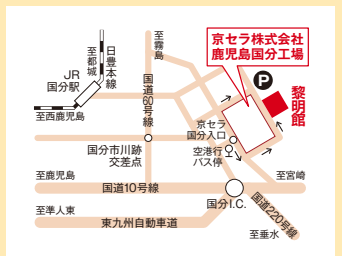 京セラ株式会社
鹿児島国分工場
至霧島
日豊本線
至都城
JR
国分駅
国道60号線
P
黎明館
至西鹿児島
京セラ
国分入口
国分市川跡
交差点
空港行
バス停
至鹿児島
国道10号線
至宮崎
国分I.C.
国道220号線
至隼人東
東九州自動車道
至垂水